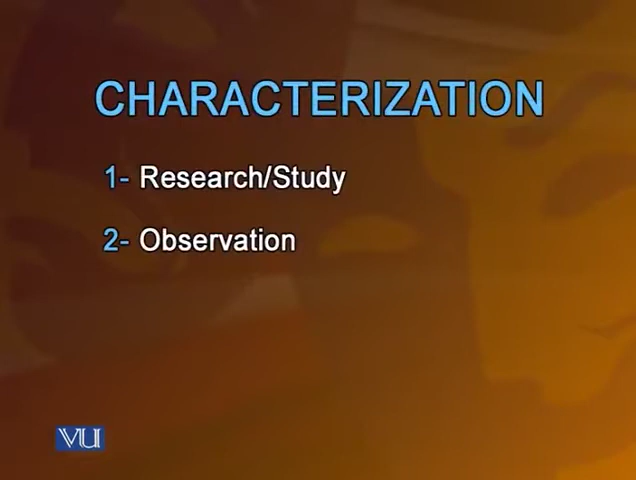 CHARACTERIZATION
1- Research/Study
2- Observation
VU